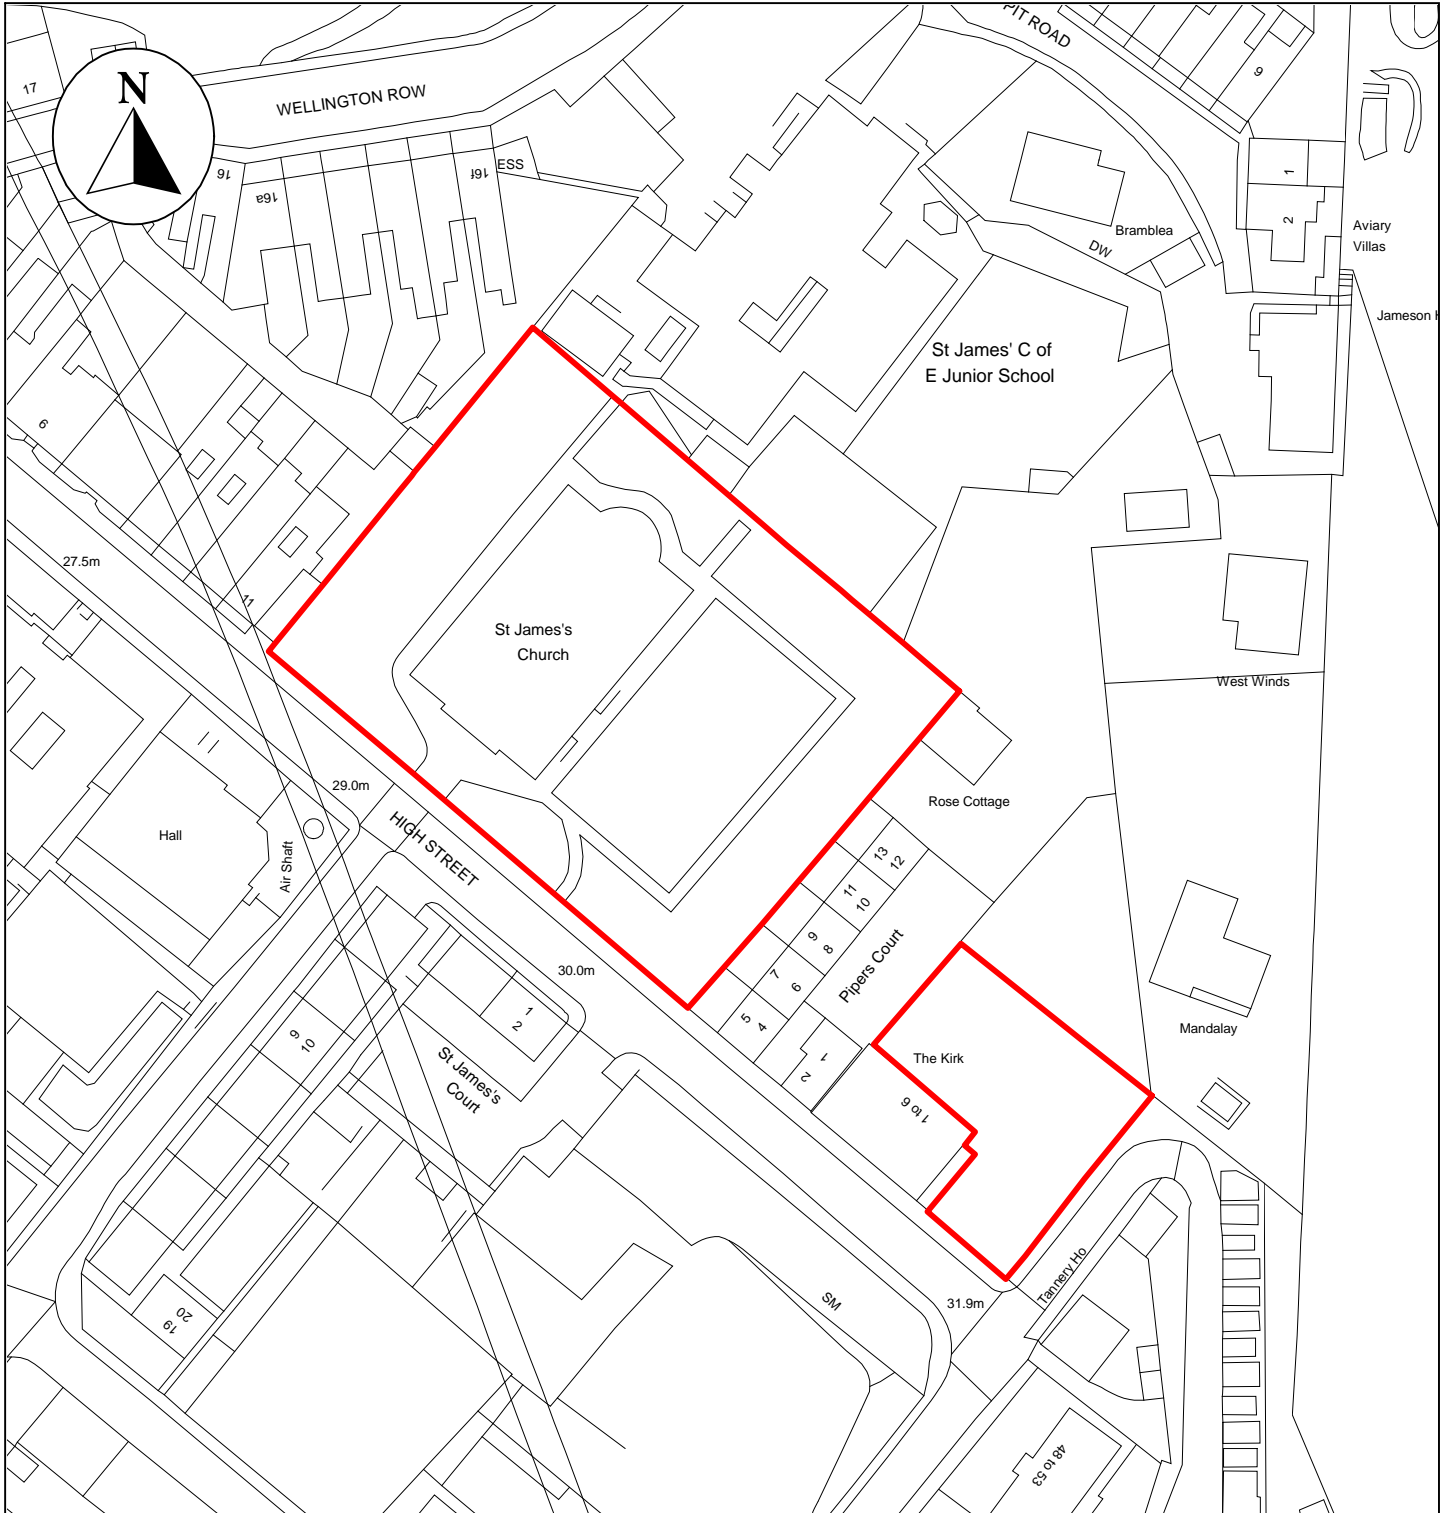 PIT ROAD
N
17
WELLINGTON ROW
9
16
16a
16f
ESS
1
2
Bramblea
DW
Aviary
Villas
Jameson
St James' C of
E Junior School
6
27.5m
11
St James's
Church
West Winds
29.0m
HIGH STREET
Hall
Air Shaft
Rose Cottage
13
12
11
10
9
8
7
6
5
4
Pipers Court
1
2
30.0m
1
2
9
10
St James's
Court
The Kirk
1 to 6
Mandalay
Tannery Ho
31.9m
SM
19
20
48 to 53